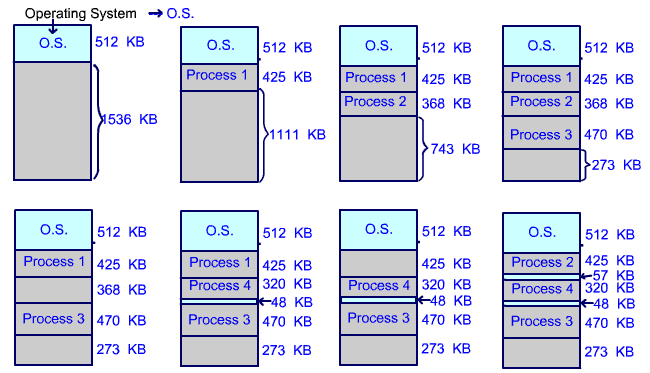 Operating System → O.S.
O.S. 512 KB
1536 KB
512 KB
Process 1 425 KB
1111 KB
O.S. 512 KB
Process 1 425 KB
Process 2 368 KB
743 KB
O.S. 512 KB
Process 1 425 KB
Process 2 368 KB
Process 3 470 KB
273 KB
O.S. 512 KB
Process 1 425 KB
368 KB
Process 3 470 KB
273 KB
O.S. 512 KB
Process 1 425 KB
Process 4 320 KB
48 KB
Process 3 470 KB
273 KB
O.S. 512 KB
425 KB
Process 4 320 KB
48 KB
Process 3 470 KB
273 KB
O.S. 512 KB
Process 2 425 KB
57 KB
Process 4 320 KB
48 KB
Process 3 470 KB
273 KB